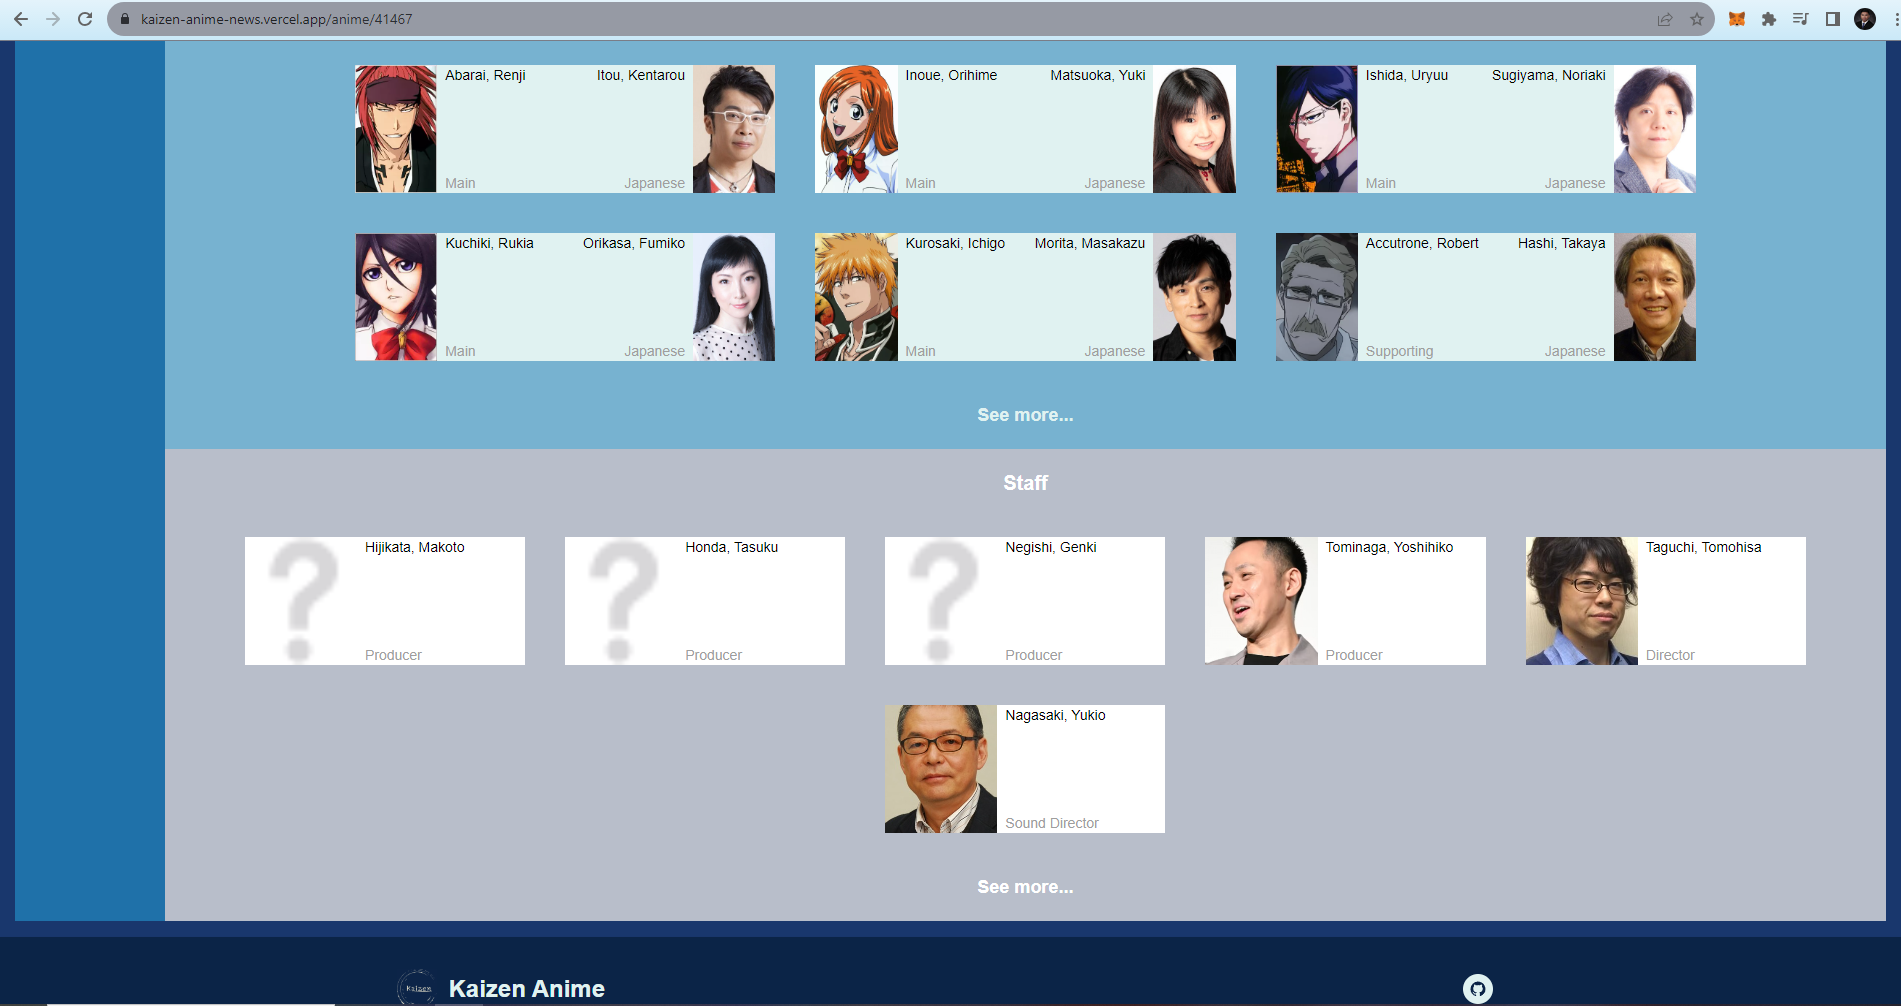 kaizen-anime-news.vercel.app/anime/41467
Abarai, Renji
Itou, Kentarou
Main
Japanese
Inoue, Orihime
Matsuoka, Yuki
Main
Japanese
Ishida, Uryuu
Sugiyama, Noriaki
Main
Japanese
Kuchiki, Rukia
Orikasa, Fumiko
Main
Japanese
Kurosaki, Ichigo
Morita, Masakazu
Main
Japanese
Accutrone, Robert
Hashi, Takaya
Supporting
Japanese
See more...
Staff
?
Hijikata, Makoto
Producer
?
Honda, Tasuku
Producer
?
Negishi, Genki
Producer
Tominaga, Yoshihiko
Producer
Taguchi, Tomohisa
Director
Nagasaki, Yukio
Sound Director
See more...
Kaizen
Kaizen Anime